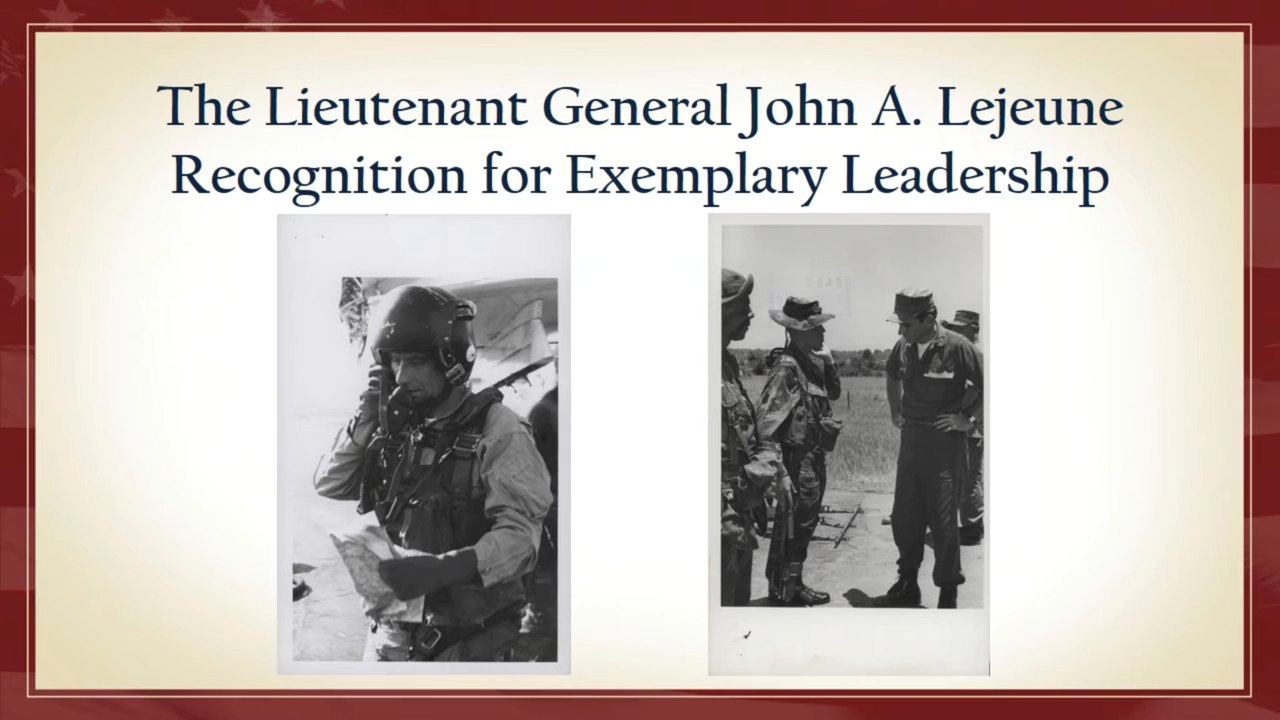 The Lieutenant General John A. Lejeune
Recognition for Exemplary Leadership